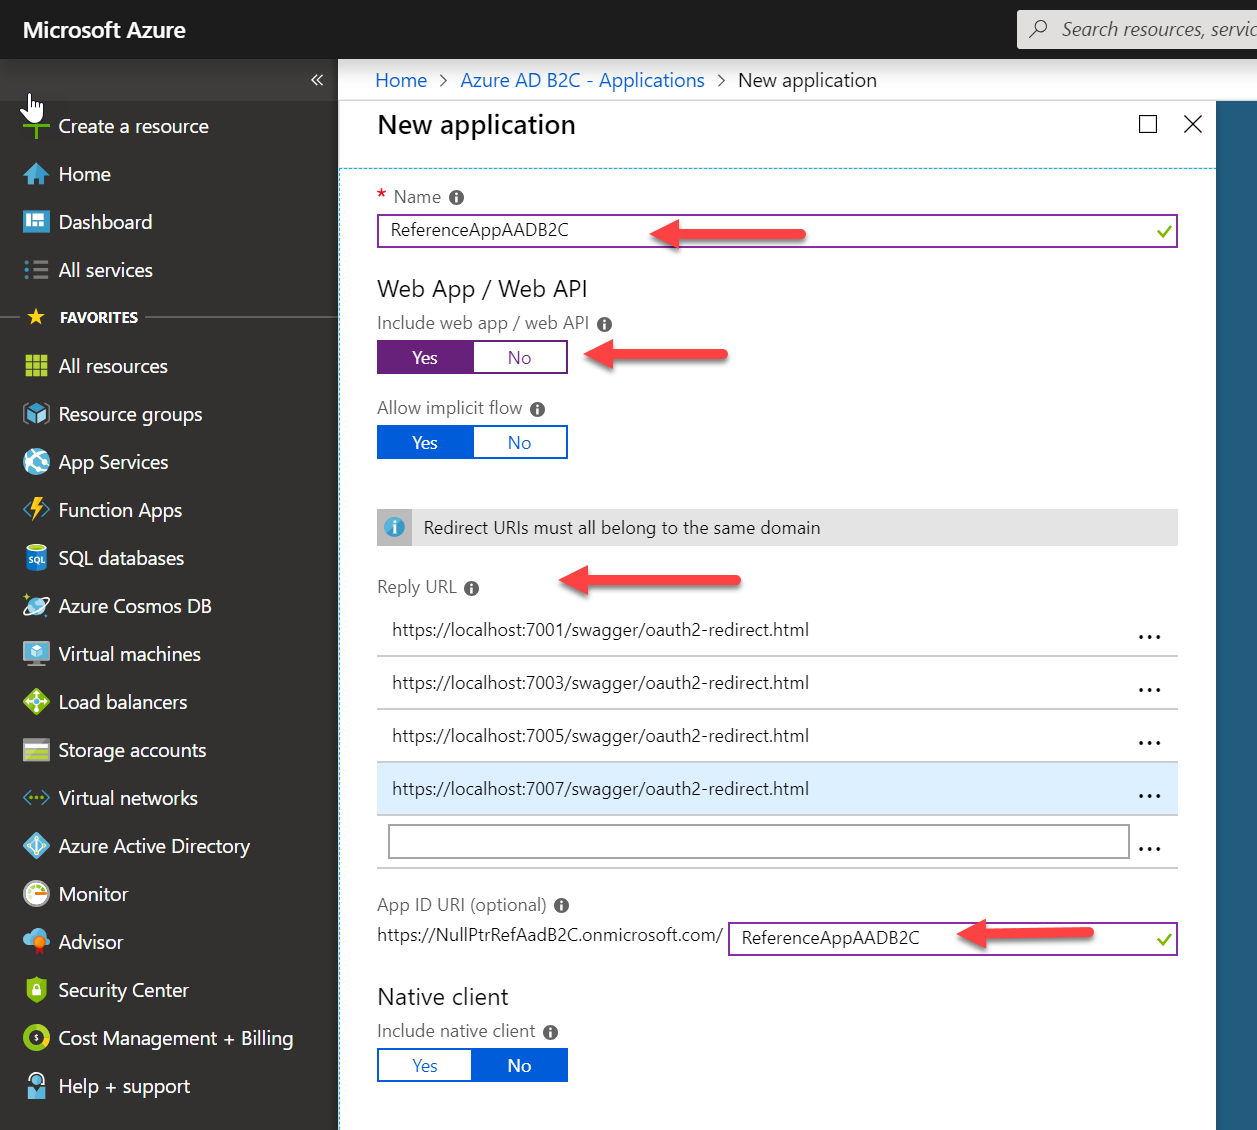 Microsoft Azure
Search resources, servic
«
Home > Azure AD B2C - Applications > New application
Create a resource
Home
Dashboard
All services
FAVORITES
All resources
Resource groups
App Services
Function Apps
SQL databases
Azure Cosmos DB
Virtual machines
Load balancers
Storage accounts
Virtual networks
Azure Active Directory
Monitor
Advisor
Security Center
Cost Management + Billing
Help + support
New application
* Name
ReferenceAppAADB2C
Web App / Web API
Include web app / web API
Yes No
Allow implicit flow
Yes No
Redirect URIs must all belong to the same domain
Reply URL
https://localhost:7001/swagger/oauth2-redirect.html ...
https://localhost:7003/swagger/oauth2-redirect.html ...
https://localhost:7005/swagger/oauth2-redirect.html ...
https://localhost:7007/swagger/oauth2-redirect.html ...
...
App ID URI (optional)
https://NullPtrRefAadB2C.onmicrosoft.com/ ReferenceAppAADB2C
Native client
Include native client
Yes No